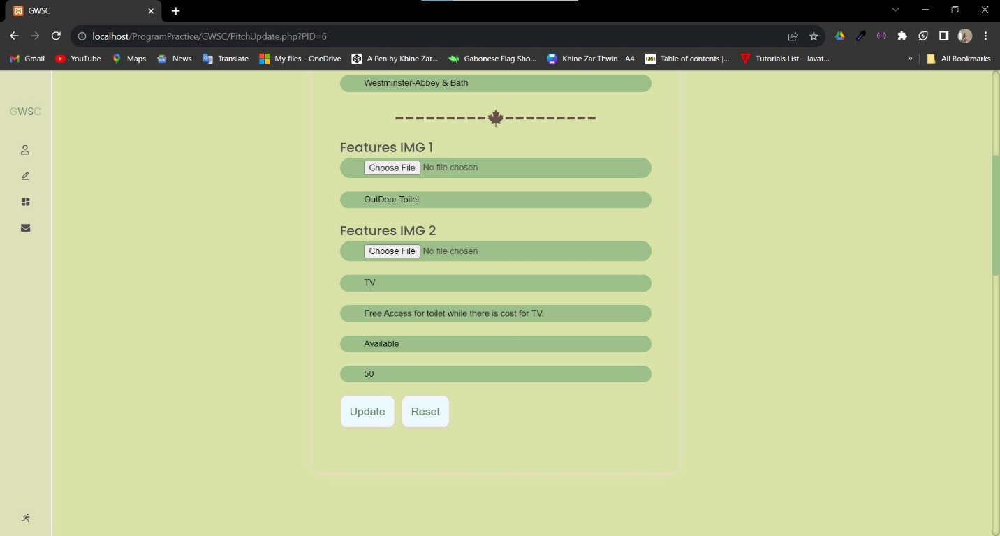 GWSC
localhost/ProgramPractice/GWSC/PitchUpdate.php?PID=6
Gmail YouTube Maps News Translate My files - OneDrive A Pen by Khine Zar... Gabonese Flag Sho... Khine Zar Thwin - A4 JS Table of contents |... T Tutorials List - Javat... » All Bookmarks
GWSC
Westminster-Abbey & Bath
Features IMG 1
Choose File No file chosen
OutDoor Toilet
Features IMG 2
Choose File No file chosen
TV
Free Access for toilet while there is cost for TV.
Available
50
Update Reset